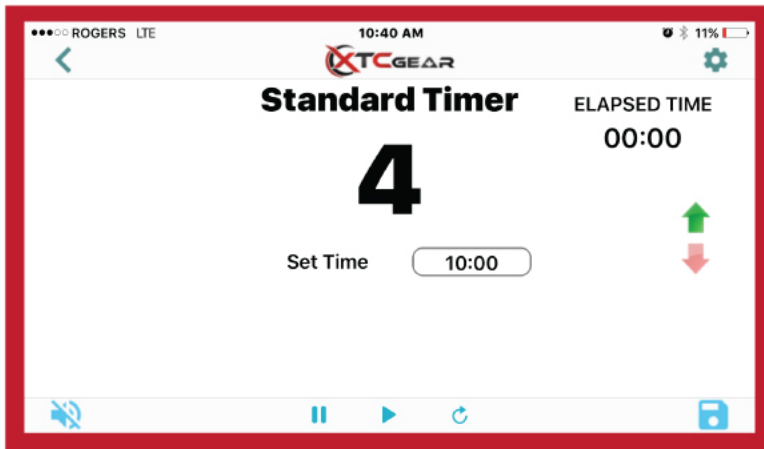 ROGERS LTE 10:40 AM 11%
XTCGEAR
Standard Timer
ELAPSED TIME
00:00
4
Set Time 10:00